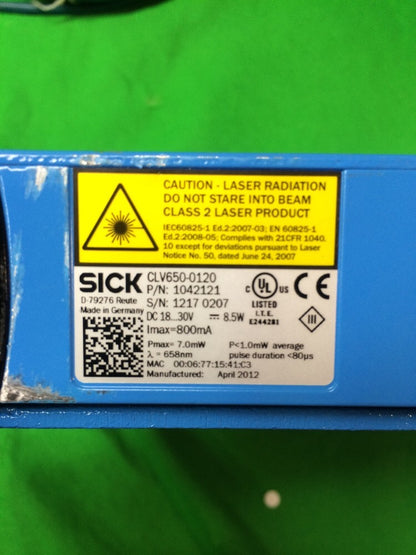 CAUTION - LASER RADIATION
DO NOT STARE INTO BEAM
CLASS 2 LASER PRODUCT
IEC60825-1 Ed.2:2007-03; EN 60825-1
Ed.2:2008-05; Complies with 21CFR 1040.
10 except for deviations pursuant to Laser
Notice No. 50, dated June 24, 2007
SICK
D-79276 Reute
Made in Germany
CLV650-0120
P/N: 1042121
S/N: 1217 0207
DC 18...30V ⎓ 8.5W
Imax=800mA
c UL us
LISTED
I.T.E.
E244281
CE
III
Pmax= 7.0mW P<1.0mW average
λ = 658nm pulse duration <80µs
MAC 00:06:77:15:41:C3
Manufactured: April 2012